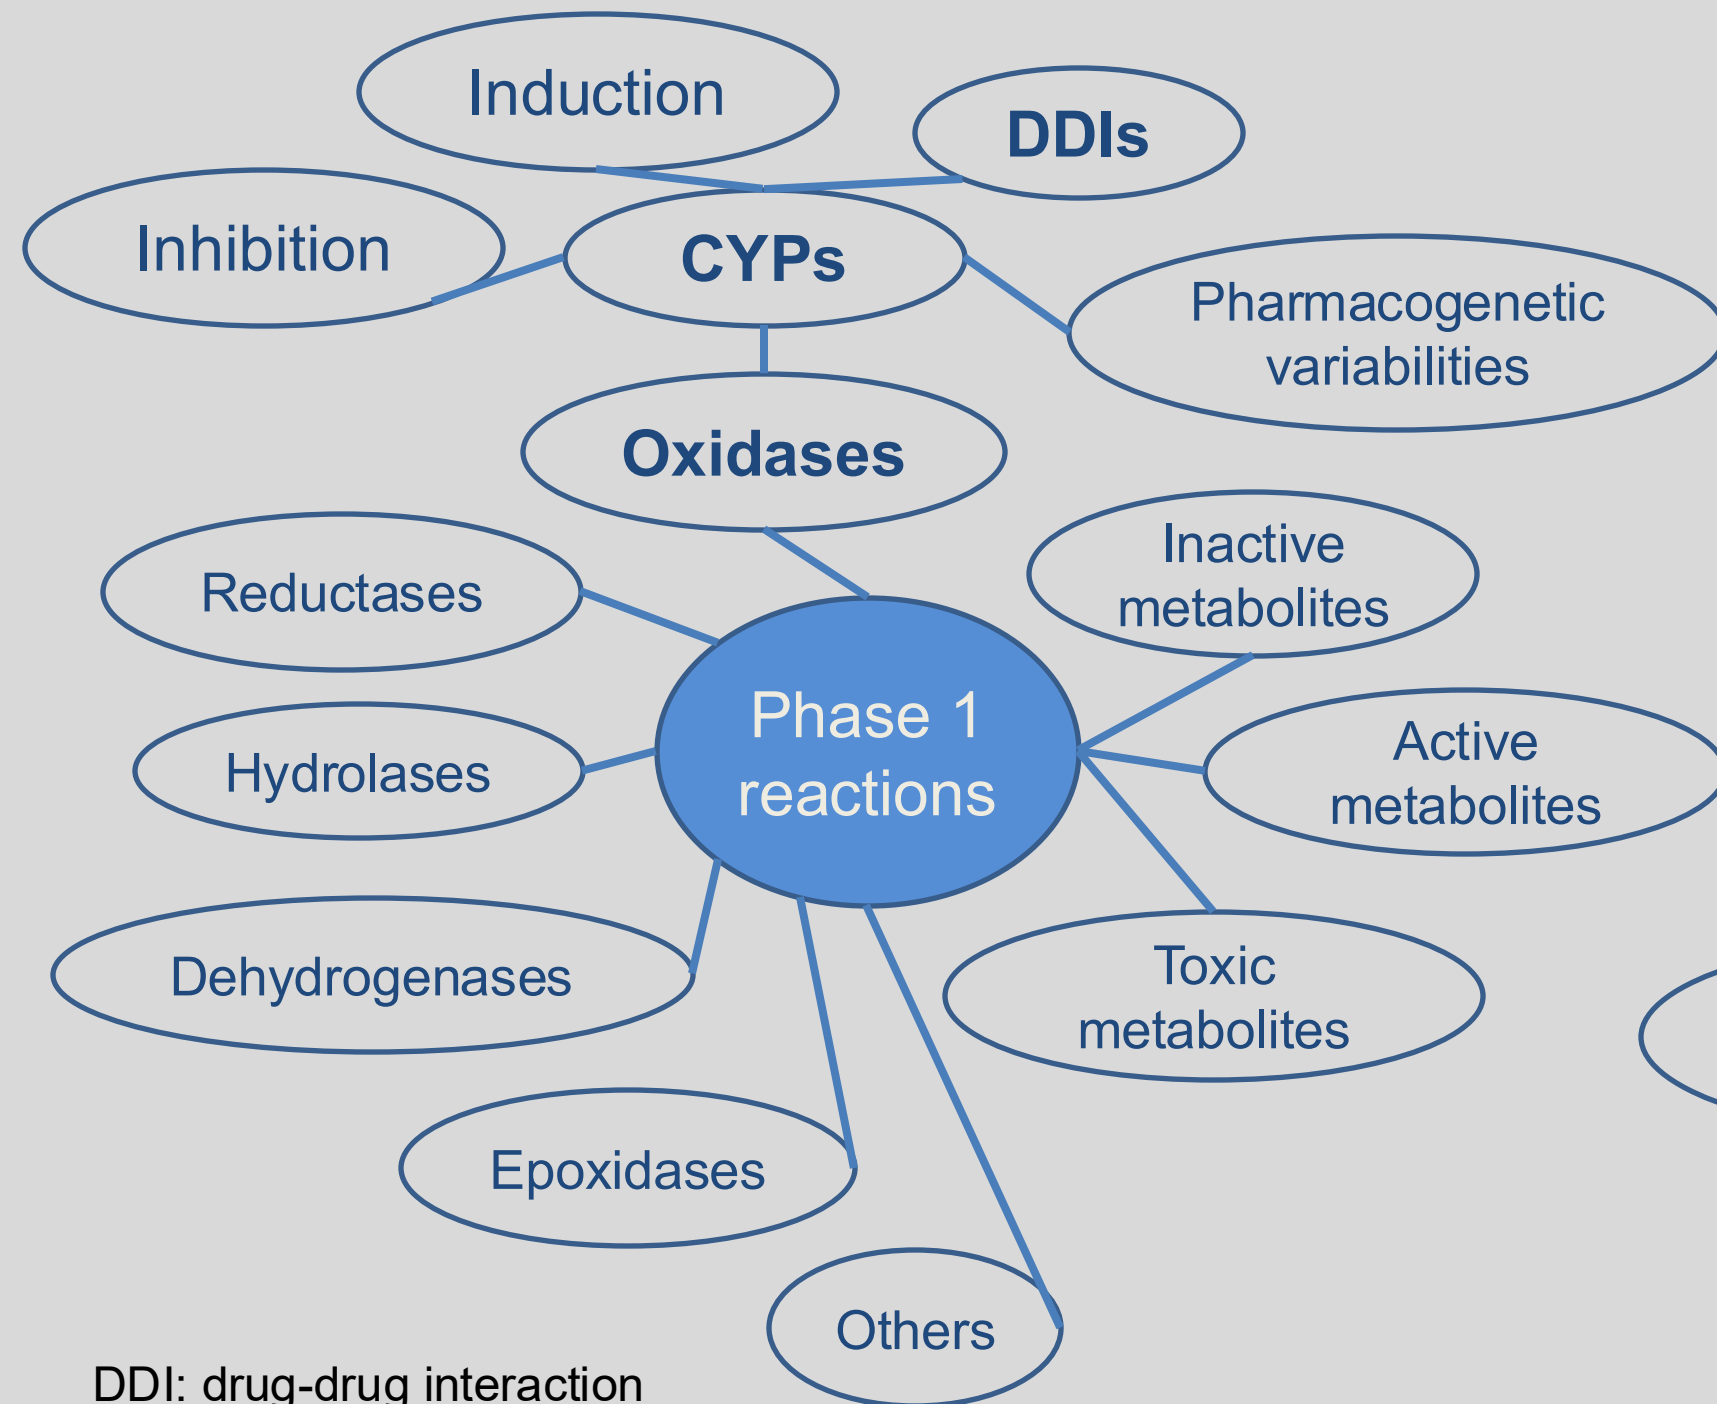 Induction
DDIs
Inhibition
CYPs
Pharmacogenetic
variabilities
Oxidases
Inactive
metabolites
Reductases
Phase 1
reactions
Active
metabolites
Hydrolases
Toxic
metabolites
Dehydrogenases
Epoxidases
Others
DDI: drug-drug interaction